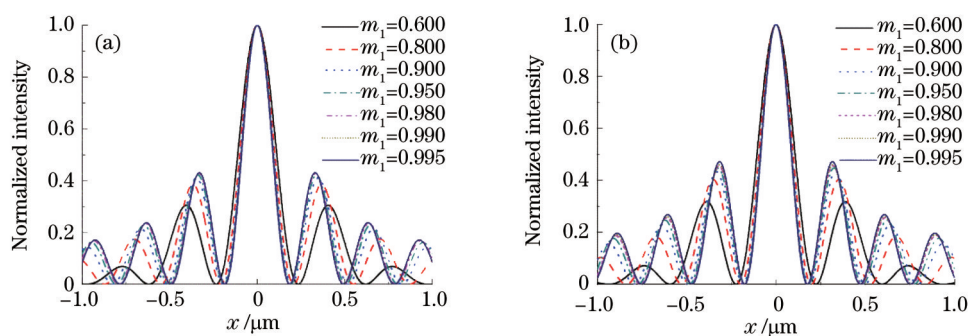 (a)
m₁=0.600
m₁=0.800
m₁=0.900
m₁=0.950
m₁=0.980
m₁=0.990
m₁=0.995
1.0
0.8
0.6
0.4
0.2
0
Normalized intensity
−1.0 −0.5 0 0.5 1.0
x /μm
(b)
m₁=0.600
m₁=0.800
m₁=0.900
m₁=0.950
m₁=0.980
m₁=0.990
m₁=0.995
1.0
0.8
0.6
0.4
0.2
0
Normalized intensity
−1.0 −0.5 0 0.5 1.0
x /μm